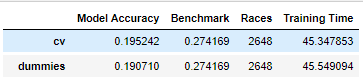 Model Accuracy Benchmark Races Training Time
cv 0.195242 0.274169 2648 45.347853
dummies 0.190710 0.274169 2648 45.549094